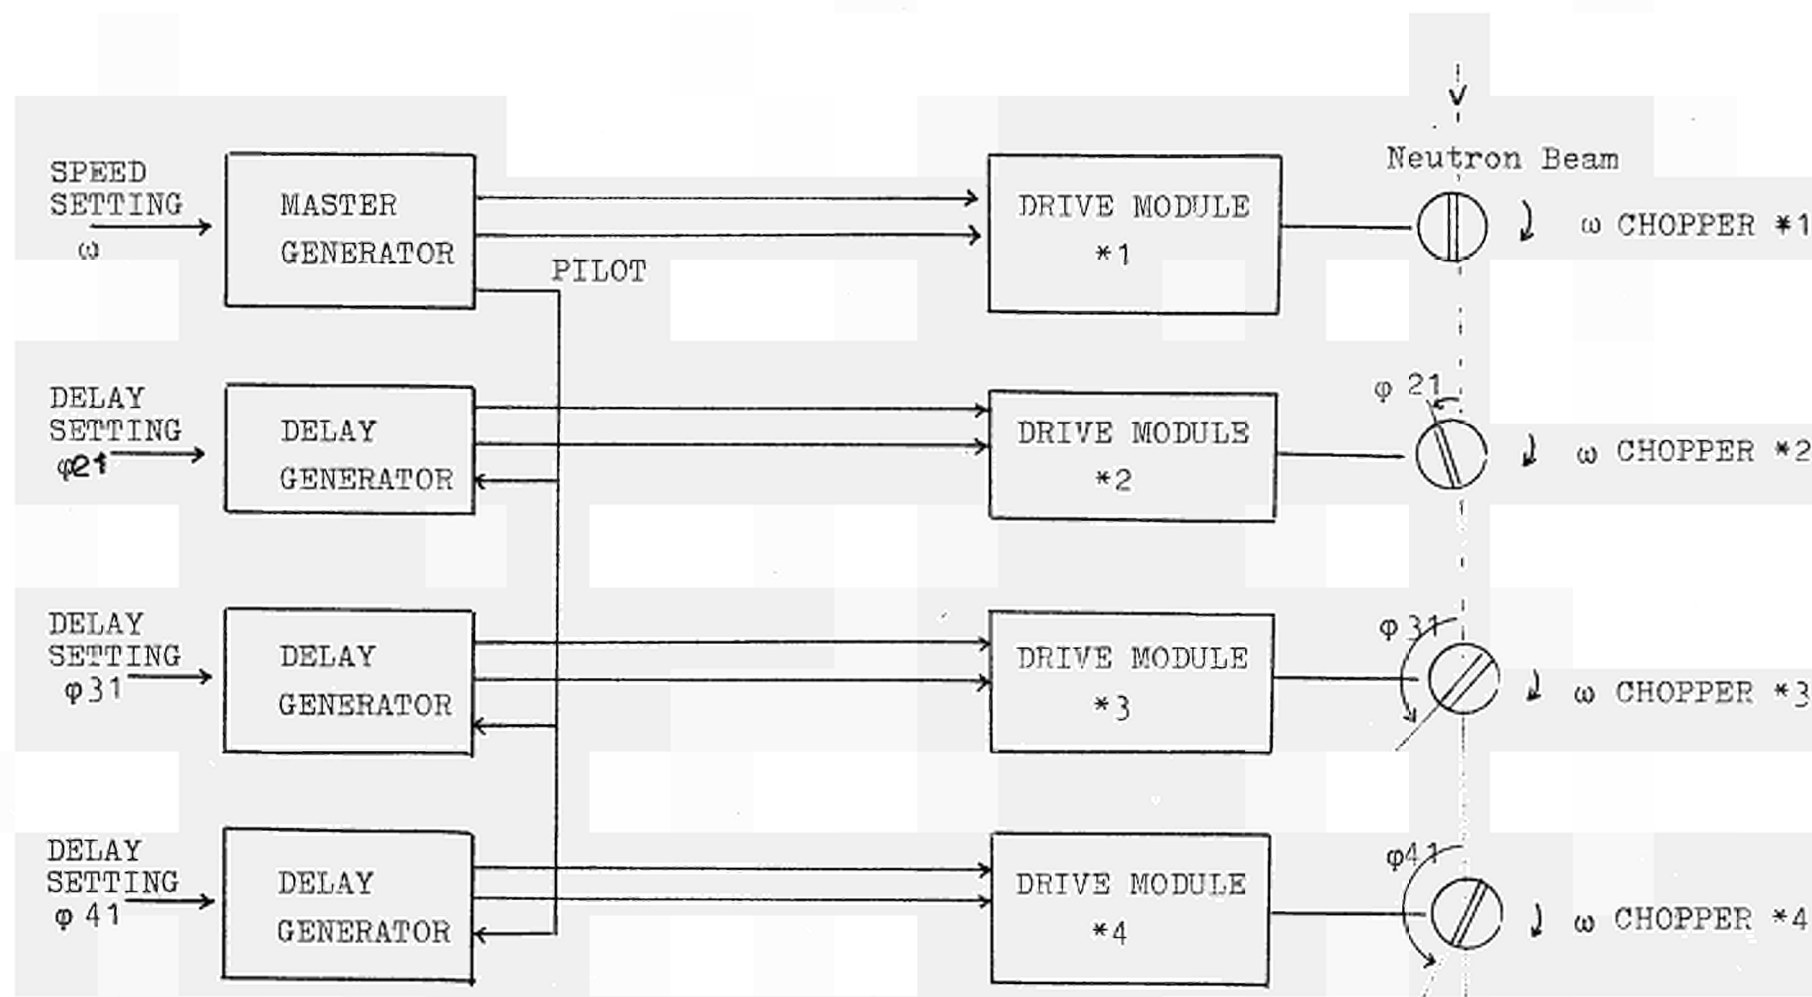 Neutron Beam
SPEED
SETTING
ω
MASTER
GENERATOR
PILOT
DRIVE MODULE
*1
ω CHOPPER *1
DELAY
SETTING
φ21
DELAY
GENERATOR
DRIVE MODULE
*2
φ 21
ω CHOPPER *2
DELAY
SETTING
φ31
DELAY
GENERATOR
DRIVE MODULE
*3
φ 31
ω CHOPPER *3
DELAY
SETTING
φ 41
DELAY
GENERATOR
DRIVE MODULE
*4
φ41
ω CHOPPER *4